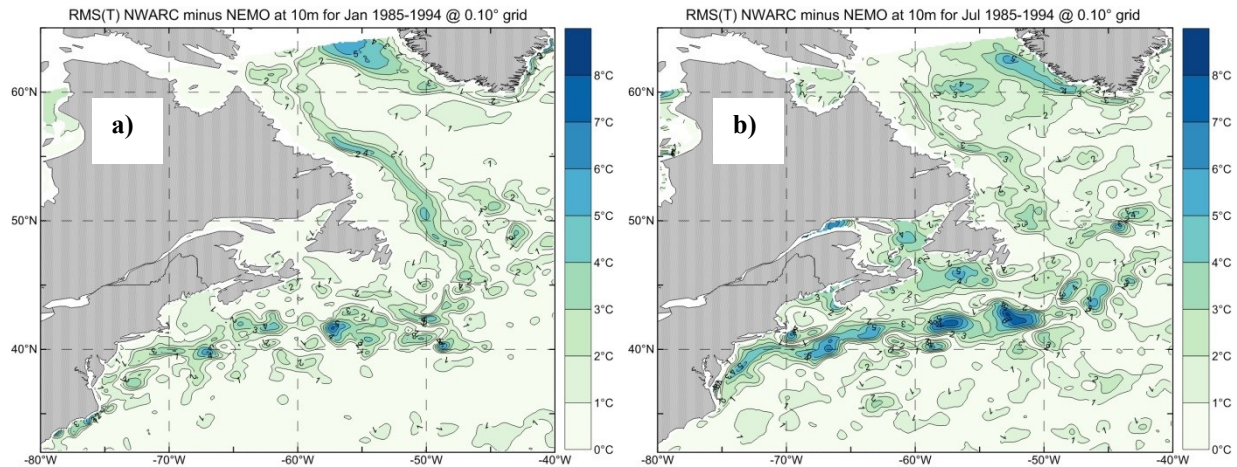 RMS(T) NWARC minus NEMO at 10m for Jan 1985-1994 @ 0.10° grid
a)
60°N
50°N
40°N
-80°W
-70°W
-60°W
-50°W
-40°W
8°C
7°C
6°C
5°C
4°C
3°C
2°C
1°C
0°C
RMS(T) NWARC minus NEMO at 10m for Jul 1985-1994 @ 0.10° grid
b)
60°N
50°N
40°N
-80°W
-70°W
-60°W
-50°W
-40°W
8°C
7°C
6°C
5°C
4°C
3°C
2°C
1°C
0°C